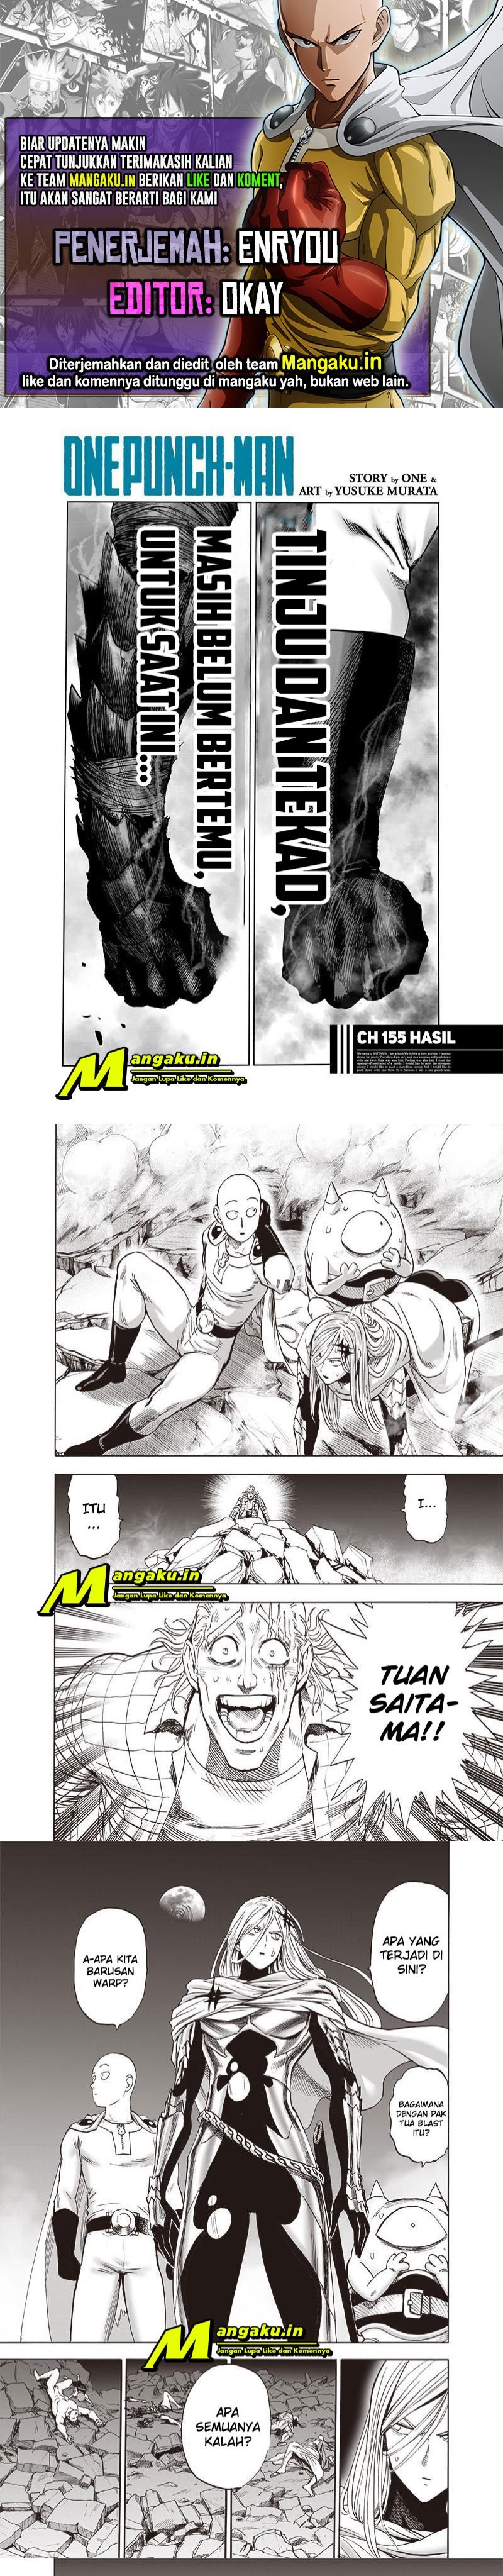 BIAR UPDATENYA MAKIN
CEPAT TUNJUKKAN TERIMAKASIH KALIAN
KE TEAM MANGAKU.IN BERIKAN LIKE DAN KOMENT,
ITU AKAN SANGAT BERARTI BAGI KAMI
PENERJEMAH: ENRYOU
EDITOR: OKAY
Diterjemahkan dan diedit oleh team Mangaku.in
like dan komennya ditunggu di mangaku yah, bukan web lain.
ONE PUNCH-MAN
STORY by ONE &
ART by YUSUKE MURATA
TINJU DAN TEKAD,
MASIH BELUM BERTEMU,
UNTUK SAAT INI...
CH 155 HASIL
Mangaku.in
Jangan Lupa Like dan Komennya
I...
ITU
...
Mangaku.in
Jangan Lupa Like dan Komennya
TUAN
SAITA-
MA!!
APA YANG
TERJADI DI
SINI?
A-APA KITA
BARUSAN
WARP?
BAGAIMANA
DENGAN PAK
TUA BLAST
ITU?
Mangaku.in
Jangan Lupa Like dan Komennya
APA
SEMUANYA
KALAH?